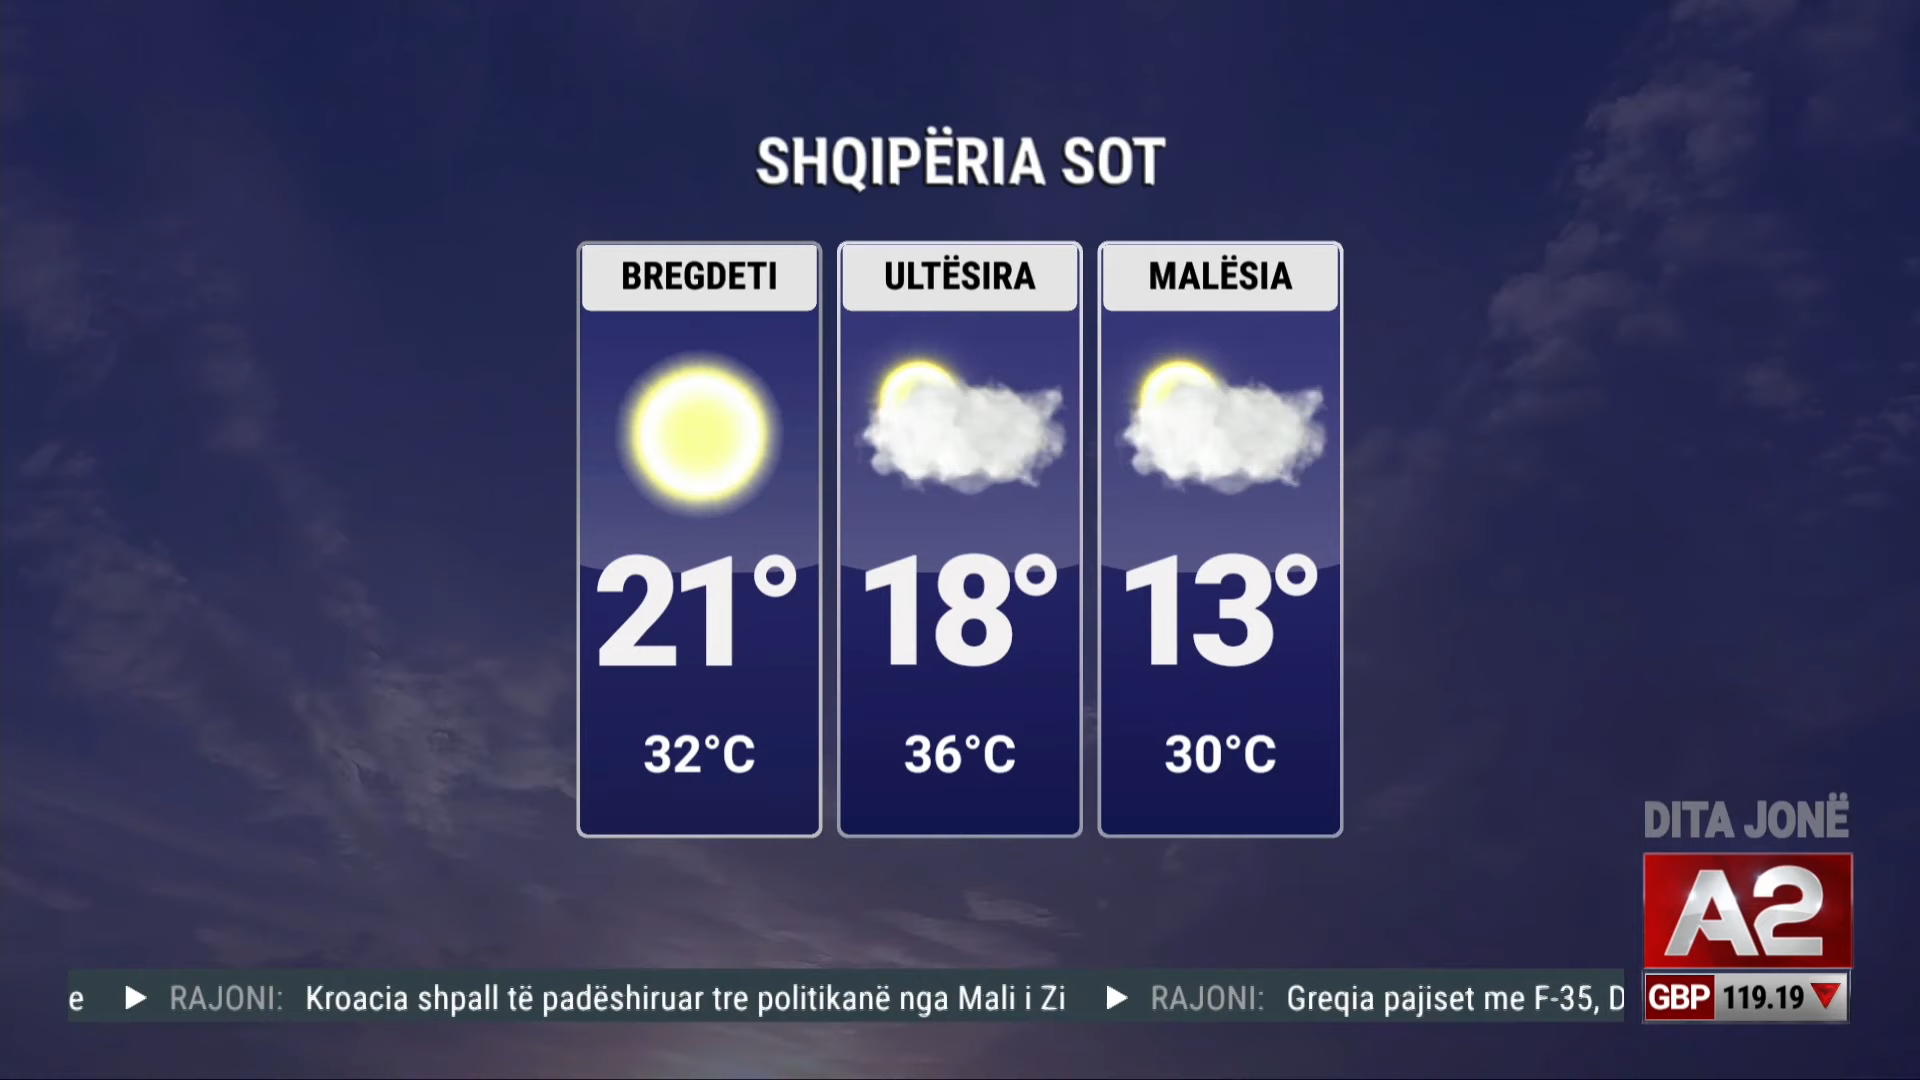 SHQIPËRIA SOT
BREGDETI
21°
32°C
ULTËSIRA
18°
36°C
MALËSIA
13°
30°C
DITA JONË
A2
e ▶ RAJONI: Kroacia shpall të padëshiruar tre politikanë nga Mali i Zi ▶ RAJONI: Greqia pajiset me F-35, D
GBP 119.19